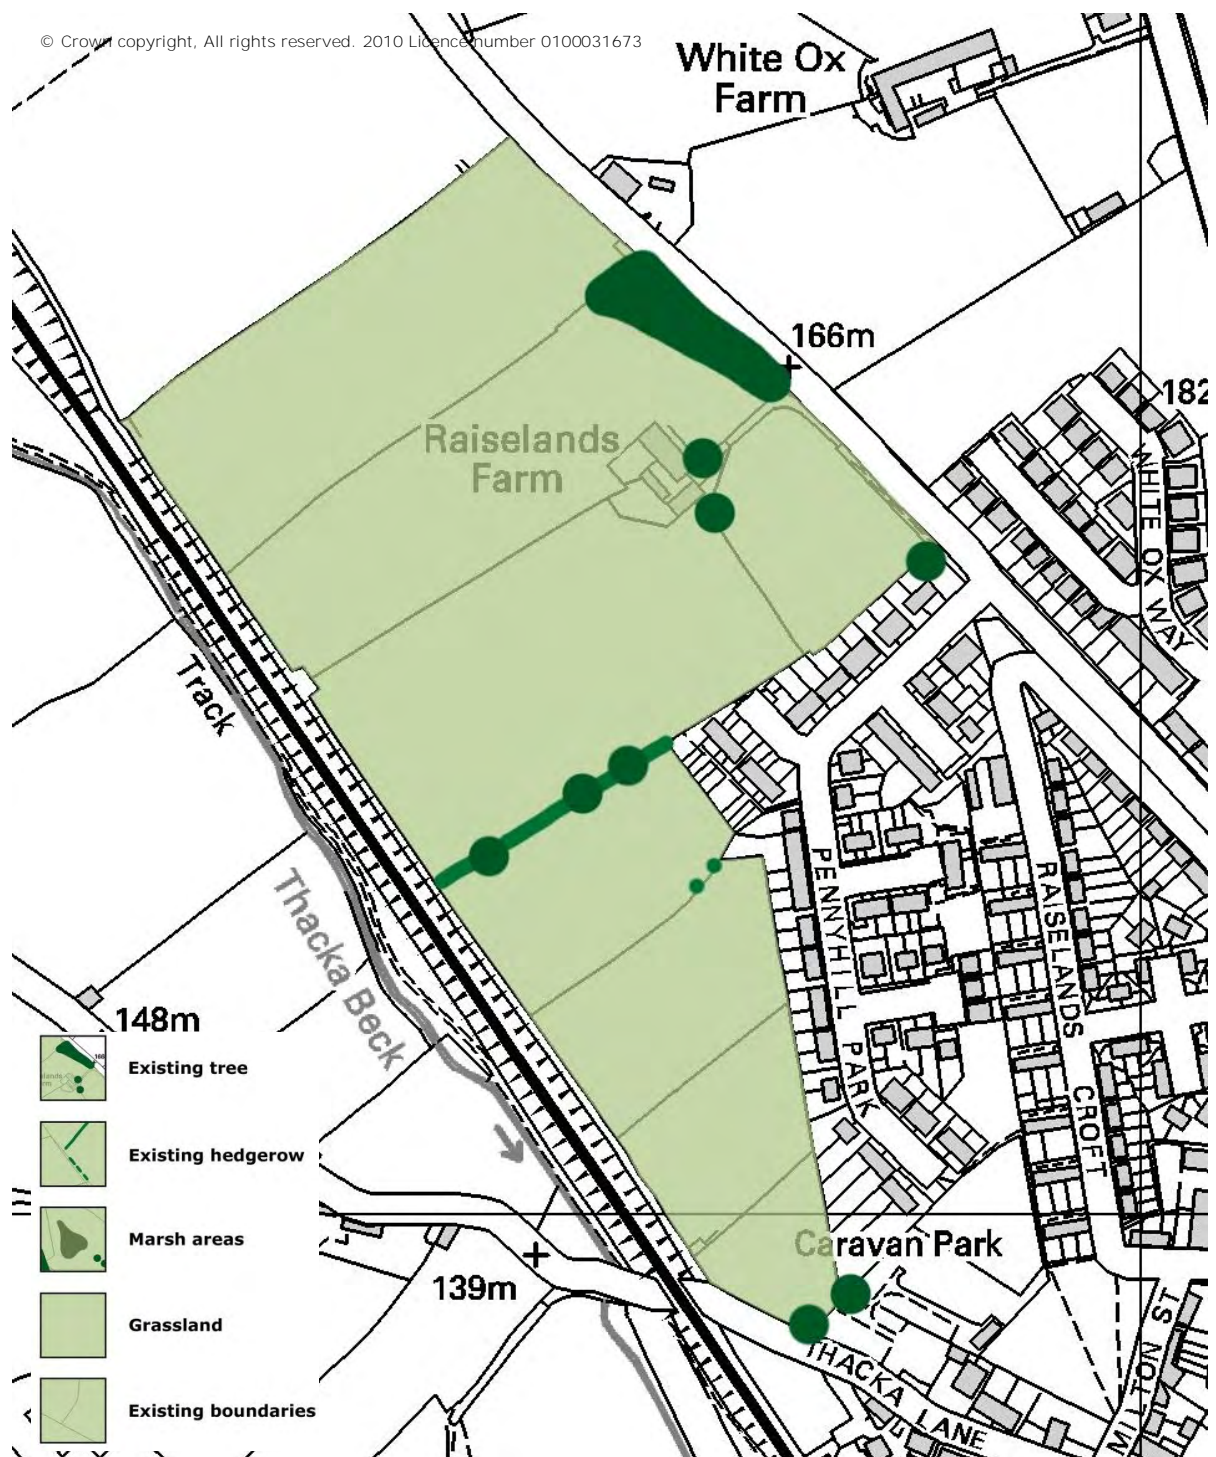 © Crown copyright, All rights reserved. 2010 Licence number 0100031673
White Ox
Farm
166m
182
Raiselands
Farm
WHITE OX WAY
Track
Thacka Beck
PENNYHILL PARK
RAISELANDS CROFT
148m
Existing tree
Existing hedgerow
Marsh areas
Grassland
Existing boundaries
139m
Caravan Park
THACKA LANE
MILTON ST